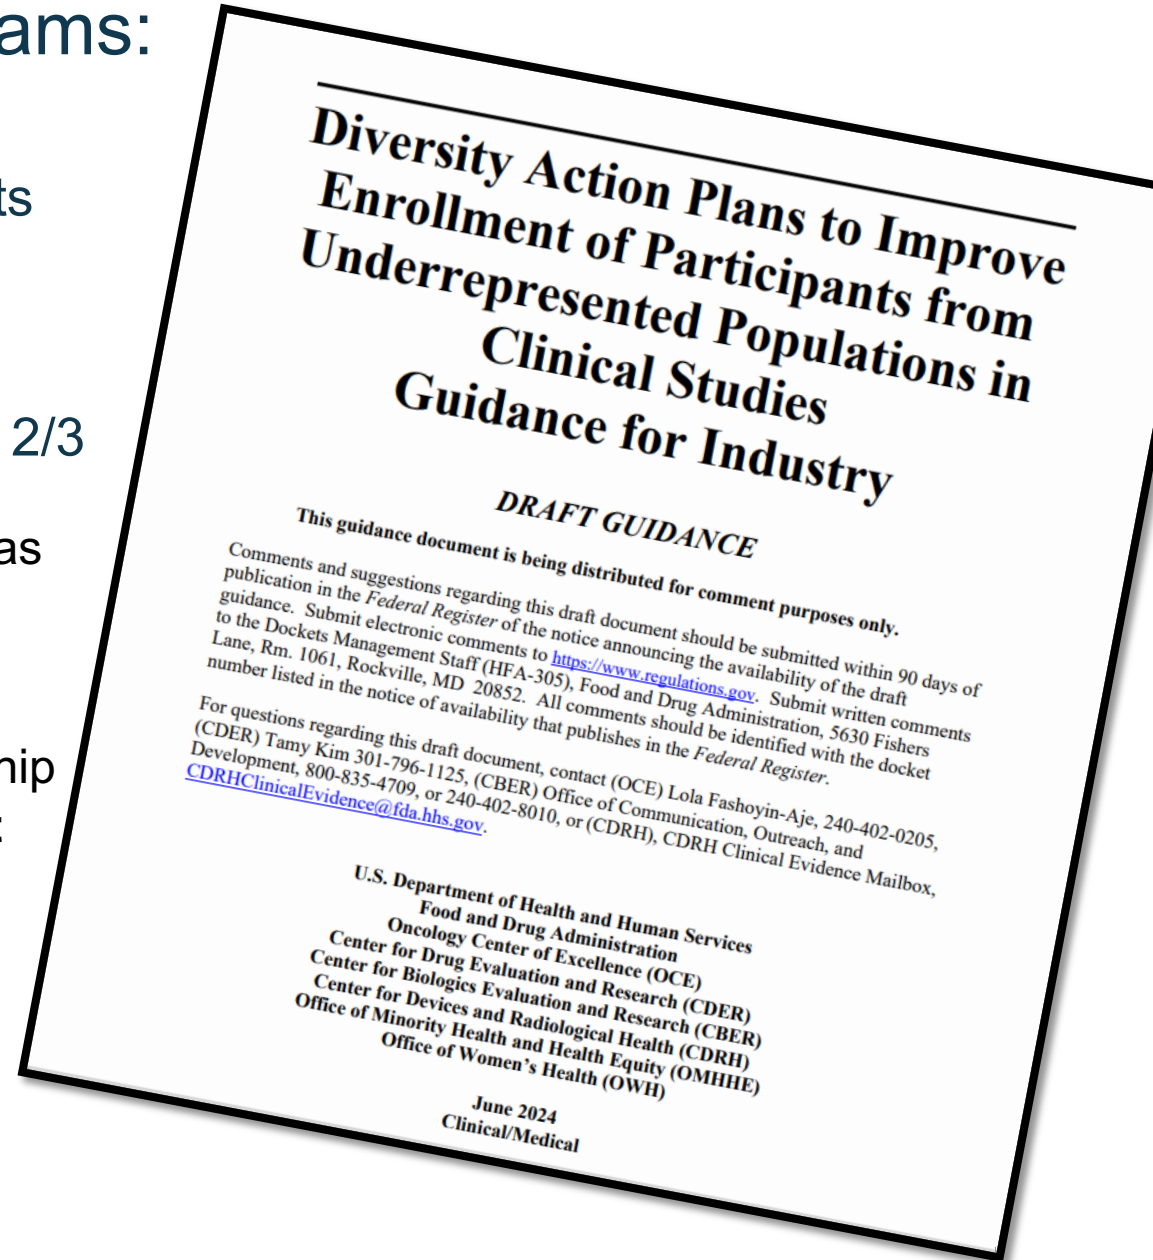 ams:
ts
2/3
as
hip
:
Diversity Action Plans to Improve
Enrollment of Participants from
Underrepresented Populations in
Clinical Studies
Guidance for Industry
DRAFT GUIDANCE
This guidance document is being distributed for comment purposes only.
Comments and suggestions regarding this draft document should be submitted within 90 days of
publication in the Federal Register of the notice announcing the availability of the draft
guidance. Submit electronic comments to https://www.regulations.gov. Submit written comments
to the Dockets Management Staff (HFA-305), Food and Drug Administration, 5630 Fishers
Lane, Rm. 1061, Rockville, MD 20852. All comments should be identified with the docket
number listed in the notice of availability that publishes in the Federal Register.
For questions regarding this draft document, contact (OCE) Lola Fashoyin-Aje, 240-402-0205,
(CDER) Tamy Kim 301-796-1125, (CBER) Office of Communication, Outreach, and
Development, 800-835-4709, or 240-402-8010, or (CDRH), CDRH Clinical Evidence Mailbox,
CDRHClinicalEvidence@fda.hhs.gov.
U.S. Department of Health and Human Services
Food and Drug Administration
Oncology Center of Excellence (OCE)
Center for Drug Evaluation and Research (CDER)
Center for Biologics Evaluation and Research (CBER)
Center for Devices and Radiological Health (CDRH)
Office of Minority Health and Health Equity (OMHHE)
Office of Women's Health (OWH)
June 2024
Clinical/Medical